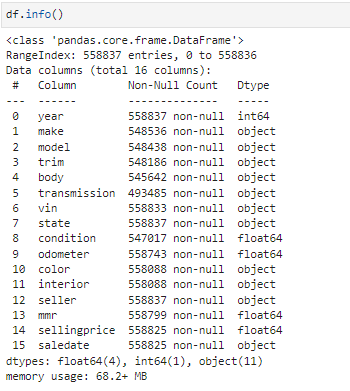 df.info()
<class 'pandas.core.frame.DataFrame'>
RangeIndex: 558837 entries, 0 to 558836
Data columns (total 16 columns):
 #   Column        Non-Null Count   Dtype
---  ------        --------------   -----
 0   year          558837 non-null  int64
 1   make          548536 non-null  object
 2   model         548438 non-null  object
 3   trim          548186 non-null  object
 4   body          545642 non-null  object
 5   transmission  493485 non-null  object
 6   vin           558833 non-null  object
 7   state         558837 non-null  object
 8   condition     547017 non-null  float64
 9   odometer      558743 non-null  float64
 10  color         558088 non-null  object
 11  interior      558088 non-null  object
 12  seller        558837 non-null  object
 13  mmr           558799 non-null  float64
 14  sellingprice  558825 non-null  float64
 15  saledate      558825 non-null  object
dtypes: float64(4), int64(1), object(11)
memory usage: 68.2+ MB